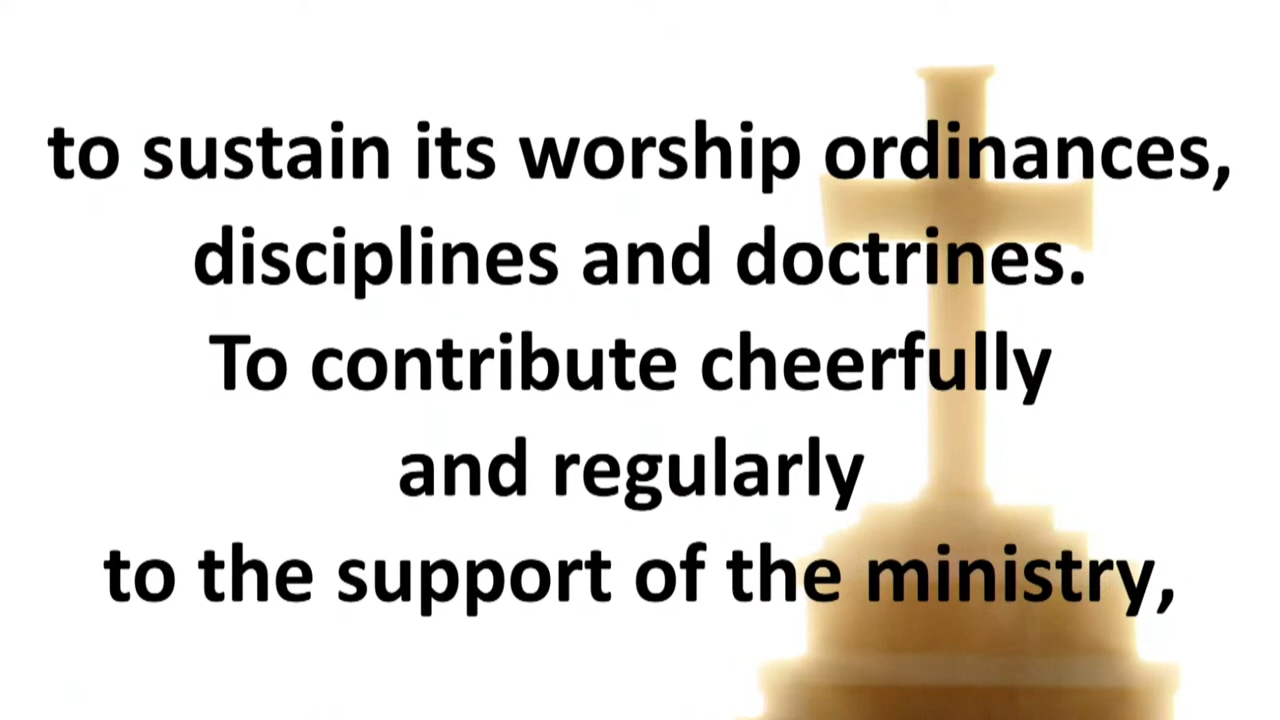 to sustain its worship ordinances,
disciplines and doctrines.
To contribute cheerfully
and regularly
to the support of the ministry,